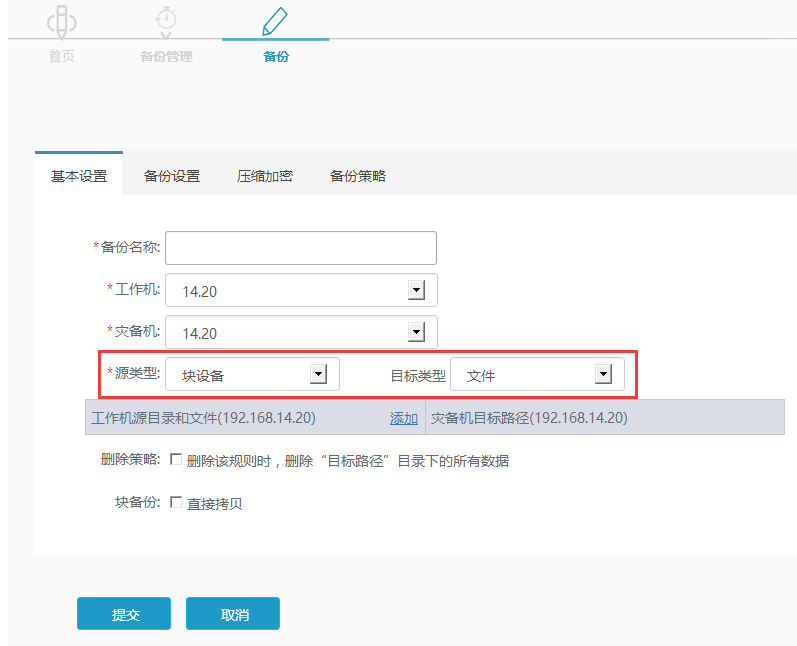 首页 备份管理 备份
基本设置 备份设置 压缩加密 备份策略
*备份名称:
*工作机: 14.20
*灾备机: 14.20
*源类型: 块设备 目标类型 文件
工作机源目录和文件(192.168.14.20) 添加 灾备机目标路径(192.168.14.20)
删除策略: 删除该规则时，删除“目标路径”目录下的所有数据
块备份: 直接拷贝
提交 取消